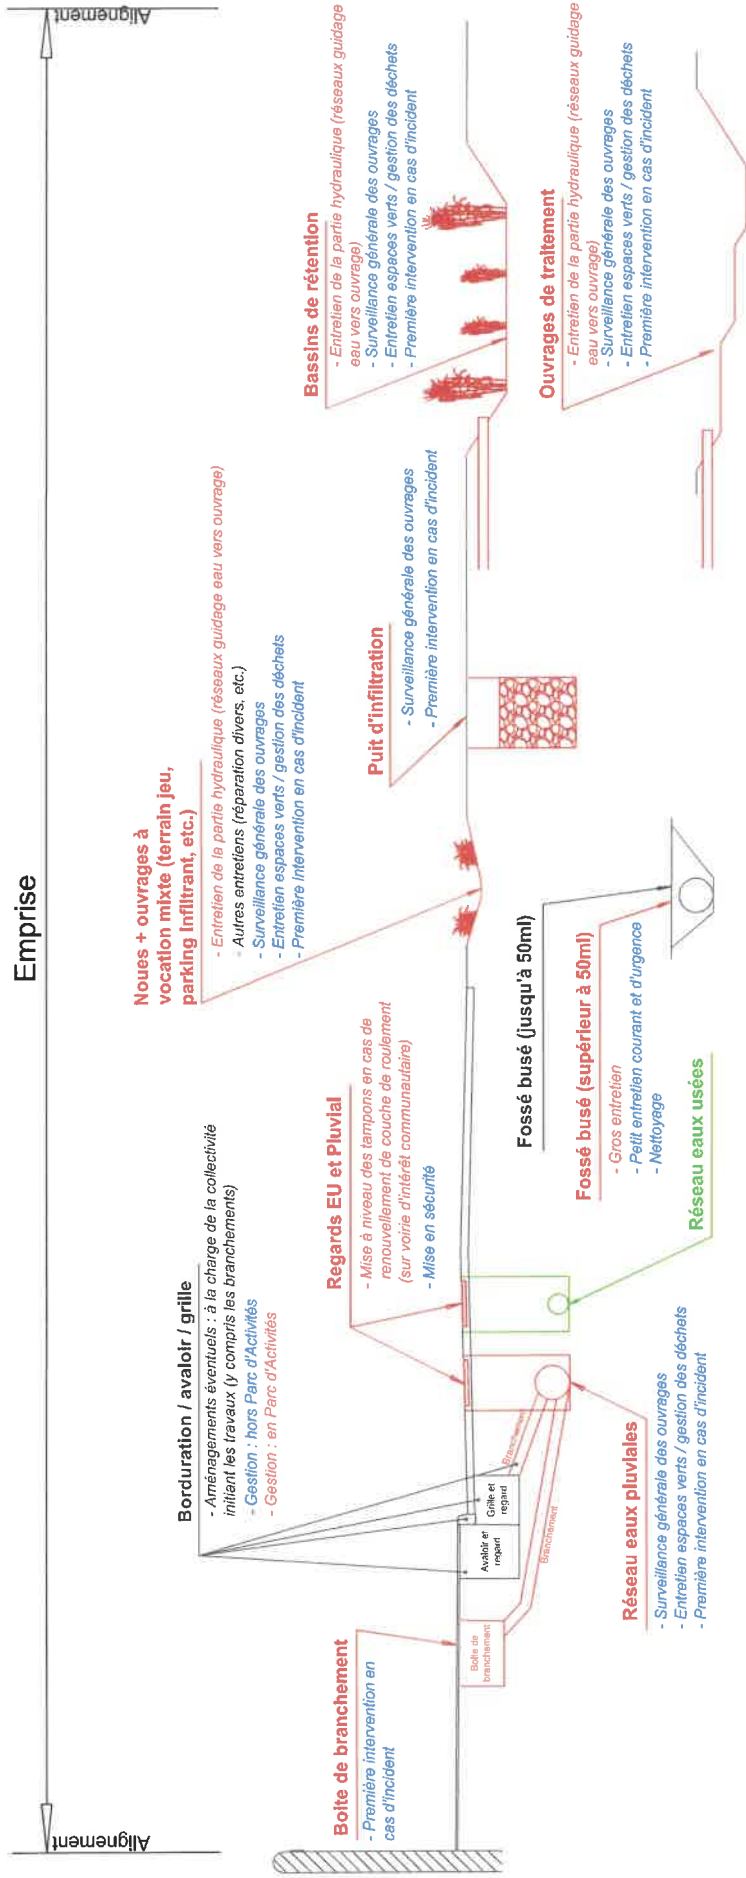 Emprise
Alignement
Alignement
Boîte de branchement
- Première intervention en
cas d'incident
Borduration / avaloir / grille
- Aménagements éventuels : à la charge de la collectivité
initiant les travaux (y compris les branchements)
- Gestion : hors Parc d'Activités
- Gestion : en Parc d'Activités
Regards EU et Pluvial
- Mise à niveau des tampons en cas de
renouvellement de couche de roulement
(sur voirie d'intérêt communautaire)
- Mise en sécurité
Noues + ouvrages à
vocation mixte (terrain jeu,
parking Infiltrant, etc.)
- Entretien de la partie hydraulique (réseaux guidage eau vers ouvrage)
- Autres entretiens (réparation divers, etc.)
- Surveillance générale des ouvrages
- Entretien espaces verts / gestion des déchets
- Première intervention en cas d'incident
Puit d'infiltration
- Surveillance générale des ouvrages
- Première intervention en cas d'incident
Bassins de rétention
- Entretien de la partie hydraulique (réseaux guidage
eau vers ouvrage)
- Surveillance générale des ouvrages
- Entretien espaces verts / gestion des déchets
- Première intervention en cas d'incident
Boîte de
branchement
Avaloir et
regard
Grille et
regard
Branchement
Branchement
Réseau eaux pluviales
- Surveillance générale des ouvrages
- Entretien espaces verts / gestion des déchets
- Première intervention en cas d'incident
Réseau eaux usées
Fossé busé (jusqu'à 50ml)
Fossé busé (supérieur à 50ml)
- Gros entretien
- Petit entretien courant et d'urgence
- Nettoyage
Ouvrages de traitement
- Entretien de la partie hydraulique (réseaux guidage
eau vers ouvrage)
- Surveillance générale des ouvrages
- Entretien espaces verts / gestion des déchets
- Première intervention en cas d'incident